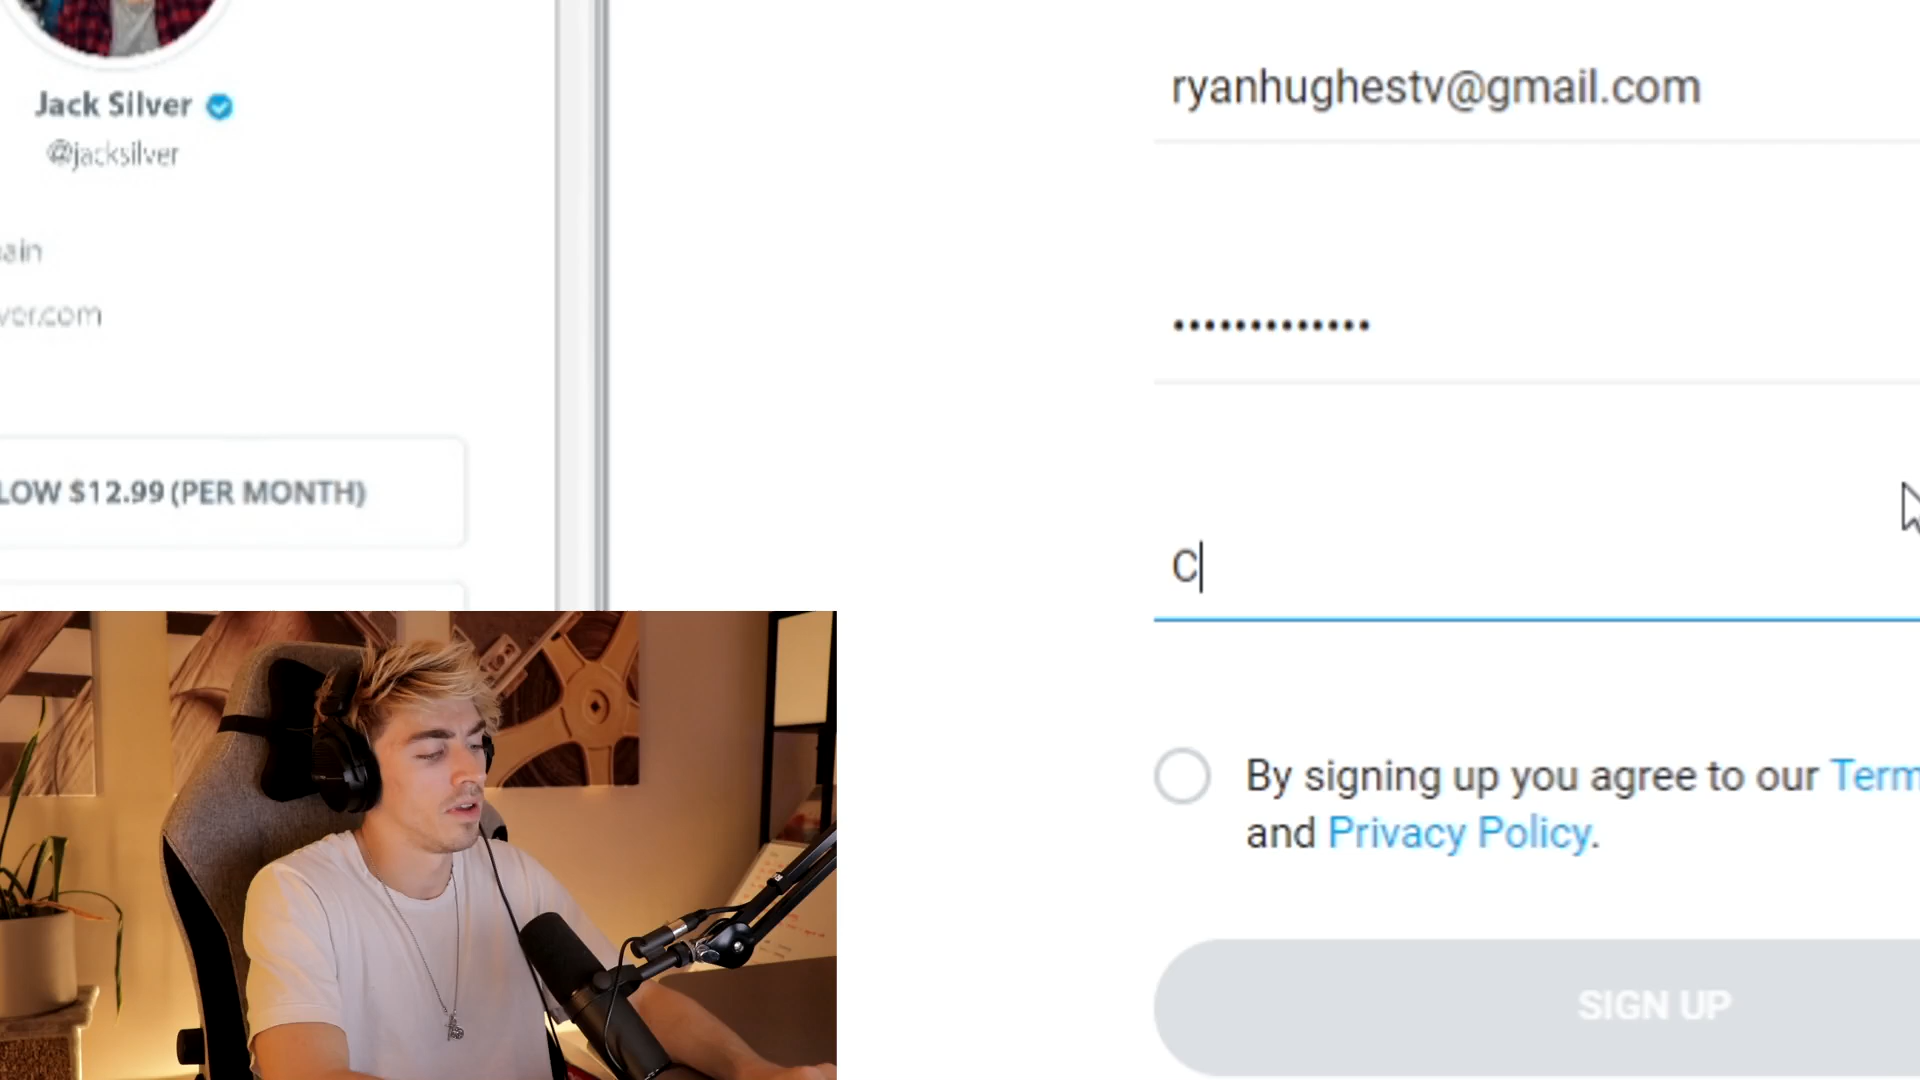 Jack Silver
@jacksilver
ain
ver.com
LOW $12.99 (PER MONTH)
ryanhughestv@gmail.com
•••••••••••••
C
By signing up you agree to our Term
and Privacy Policy.
SIGN UP